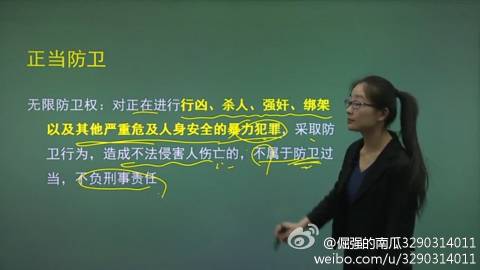 正当防卫
无限防卫权:对正在进行行凶、杀人、强奸、绑架
以及其他严重危及人身安全的暴力犯罪,采取防
卫行为,造成不法侵害人伤亡的,不属于防卫过
当,不负刑事责任
@倔强的南瓜3290314011
weibo.com/u/3290314011